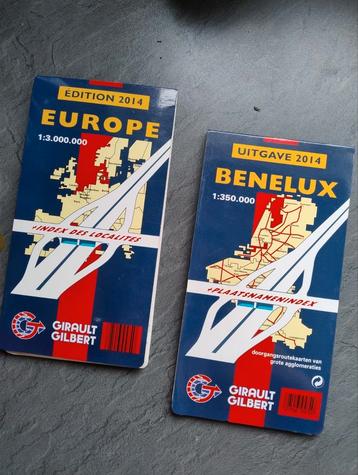 EDITION 2014
EUROPE
1:3.000.000
+INDEX DES LOCALITES
GIRAULT
GILBERT
UITGAVE 2014
BENELUX
1:350.000
+PLAATSNAMENINDEX
doorgangsroutekaarten van
grote agglomeraties
GIRAULT
GILBERT